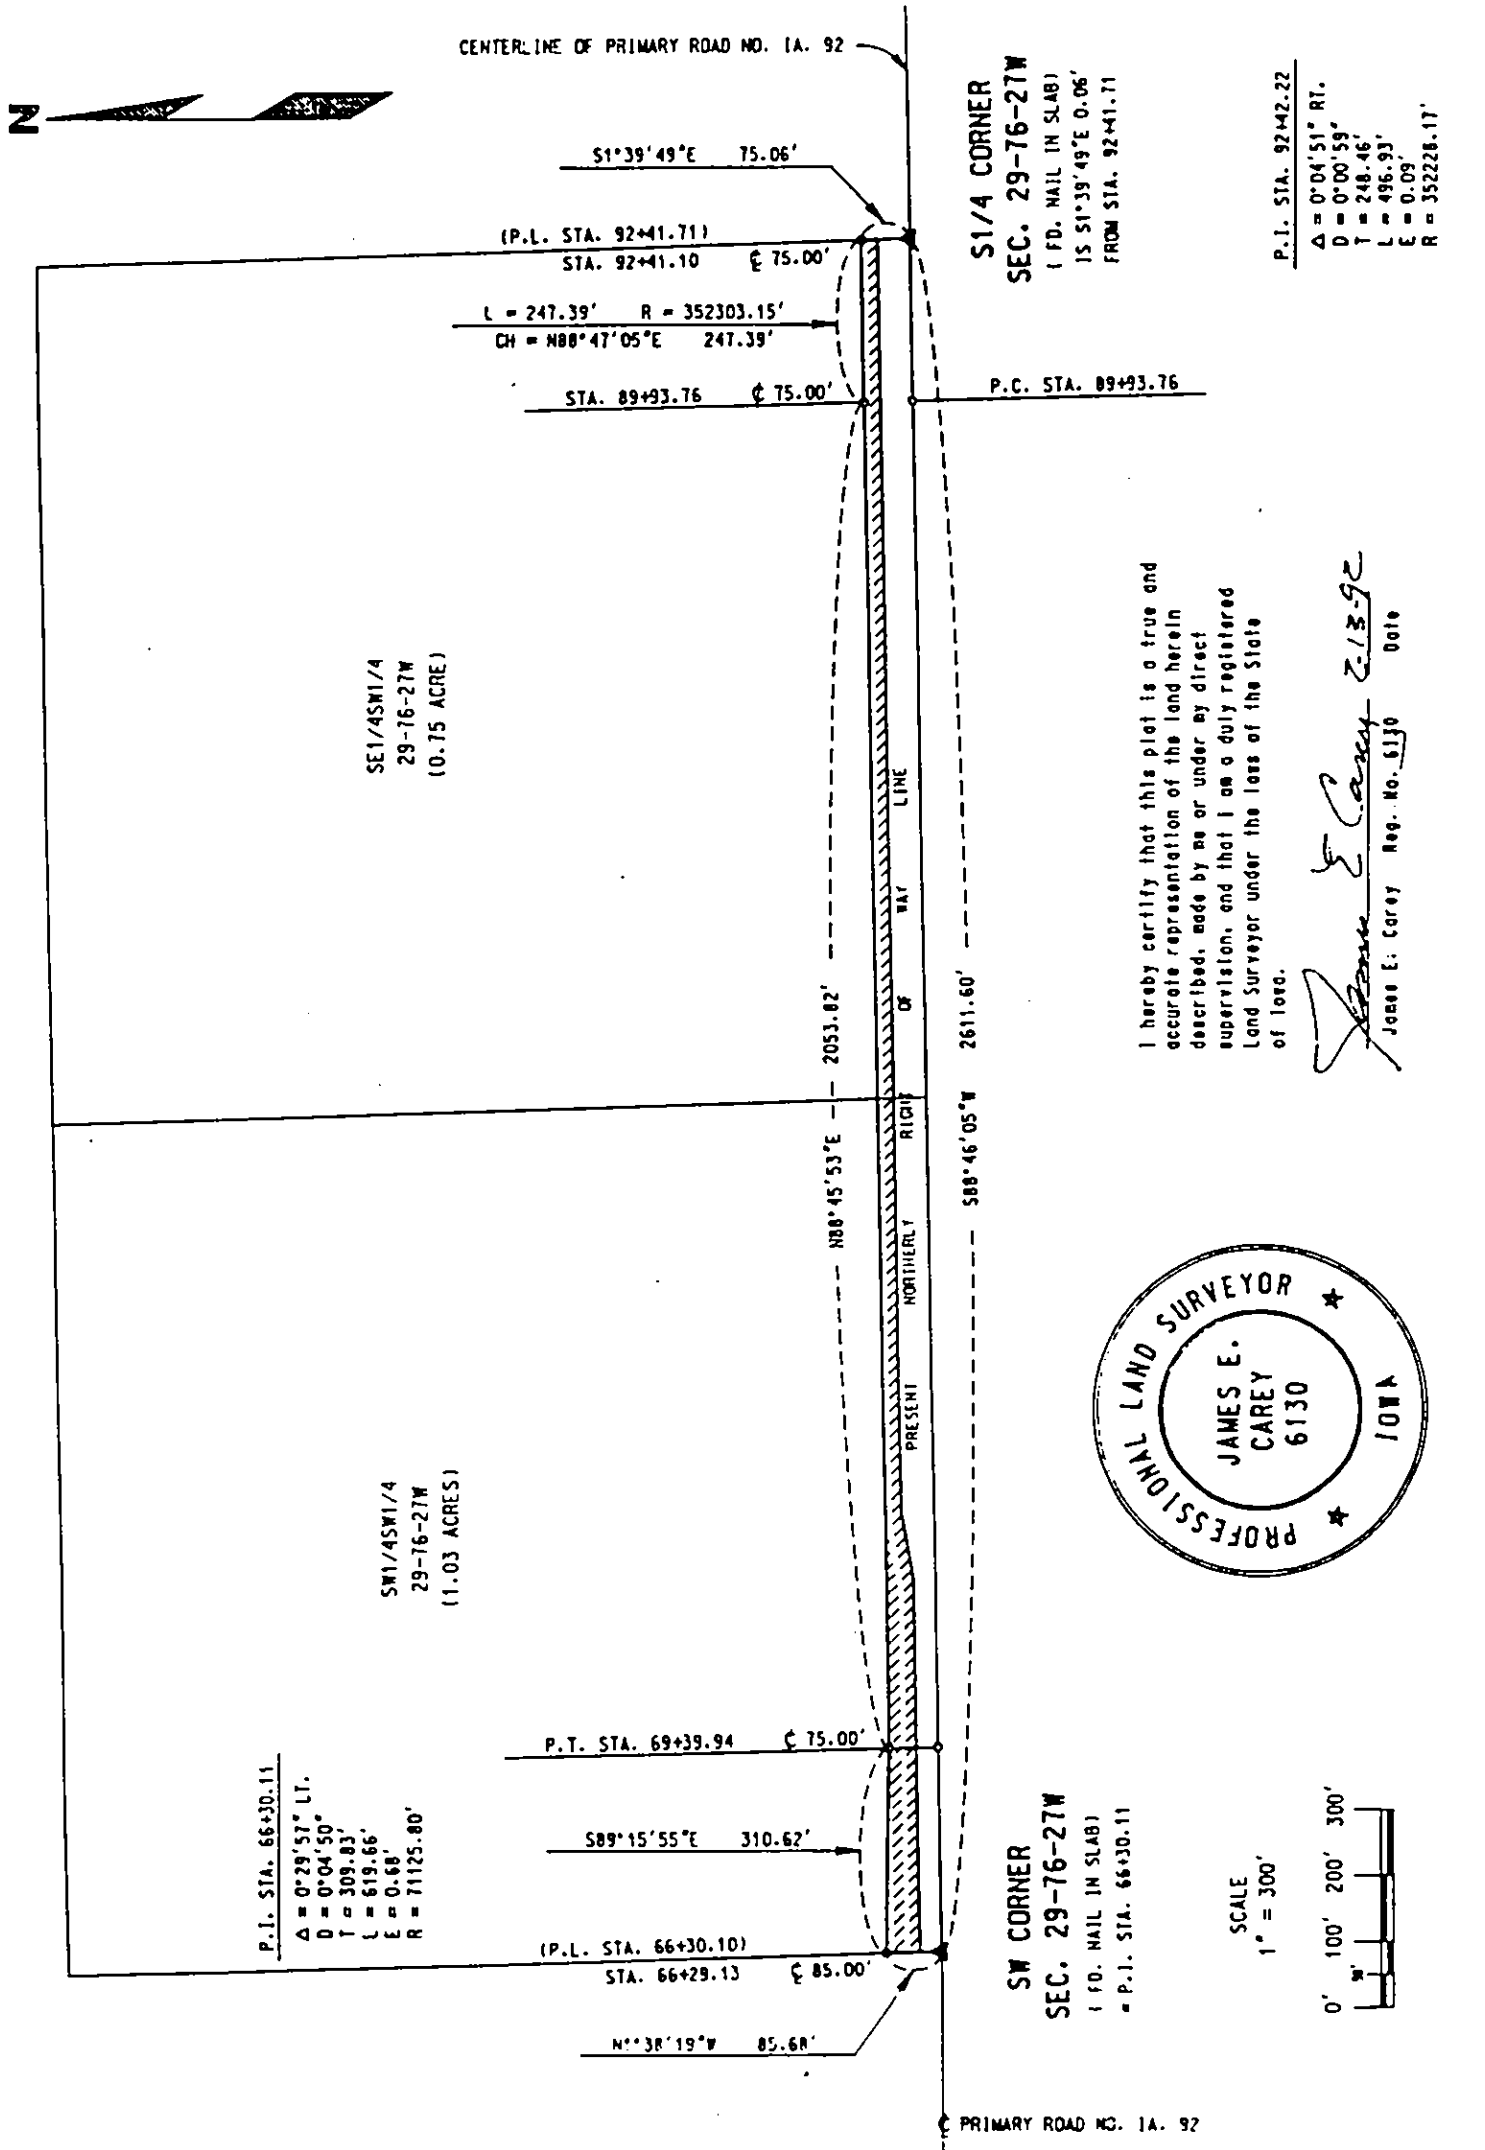 N
CENTERLINE OF PRIMARY ROAD NO. IA. 92
S1°39'49"E 75.06'
(P.L. STA. 92+41.71)
STA. 92+41.10 ℄ 75.00'
L = 247.39' R = 352303.15'
CH = N88°47'05"E 247.39'
STA. 89+93.76 ℄ 75.00'
P.C. STA. 89+93.76
S1/4 CORNER
SEC. 29-76-27W
(FD. NAIL IN SLAB)
IS S1°39'49"E 0.06'
FROM STA. 92+41.71
P.I. STA. 92+42.22
Δ = 0°04'51" RT.
D = 0°00'59"
T = 248.46'
L = 496.93'
E = 0.09'
R = 352228.17'
SE1/4SW1/4
29-76-27W
(0.75 ACRE)
SW1/4SW1/4
29-76-27W
(1.03 ACRES)
N88°45'53"E 2053.82'
PRESENT NORTHERLY RIGHT OF WAY LINE
S88°46'05"W 2611.60'
P.I. STA. 66+30.11
Δ = 0°29'57" LT.
D = 0°04'50"
T = 309.83'
L = 619.66'
E = 0.68'
R = 71125.80'
P.T. STA. 69+39.94 ℄ 75.00'
S89°15'55"E 310.62'
(P.L. STA. 66+30.10)
STA. 66+29.13 ℄ 85.00'
38'19"W 85.68'
℄ PRIMARY ROAD NO. IA. 92
SW CORNER
SEC. 29-76-27W
(FD. NAIL IN SLAB)
= P.I. STA. 66+30.11
SCALE
1" = 300'
0' 50' 100' 200' 300'
PROFESSIONAL LAND SURVEYOR
JAMES E.
CAREY
6130
IOWA
I hereby certify that this plat is a true and
accurate representation of the land herein
described, made by me or under my direct
supervision, and that I am a duly registered
Land Surveyor under the laws of the State
of Iowa.
James E Carey 2-13-92
James E. Carey Reg. No. 6130 Date